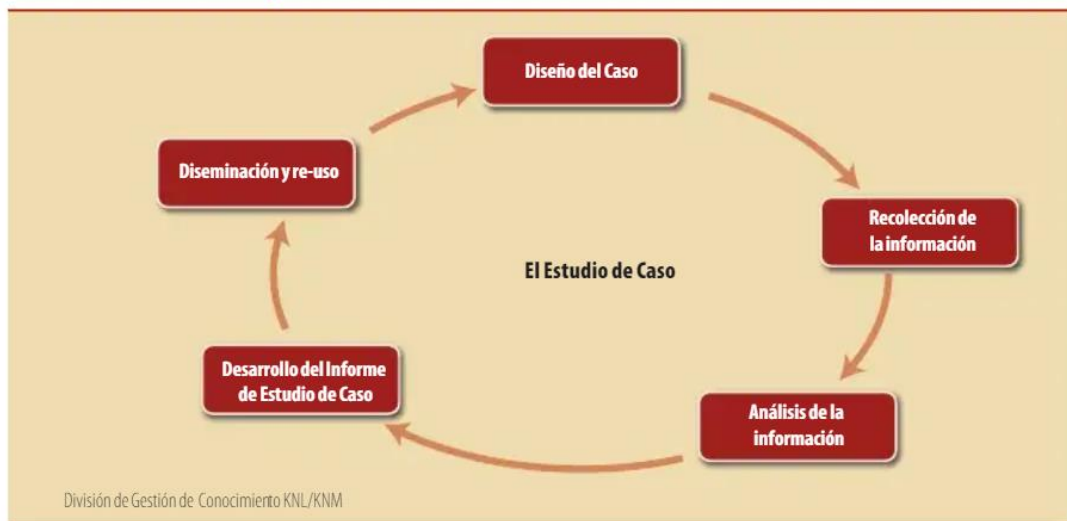 Diseño del Caso
Diseminación y re-uso
Recolección de
la información
El Estudio de Caso
Desarrollo del Informe
de Estudio de Caso
Análisis de la
información
División de Gestión de Conocimiento KNL/KNM